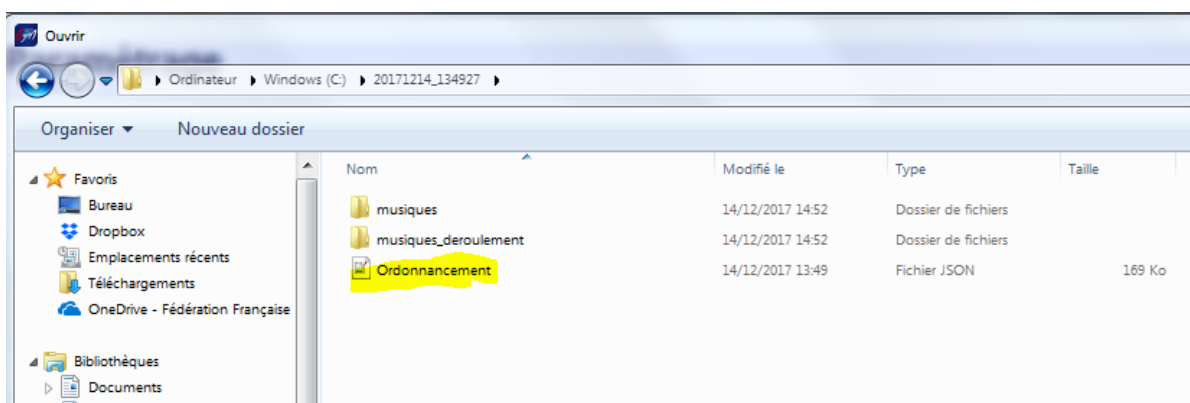 Ouvrir
Ordinateur Windows (C:) 20171214_134927
Organiser Nouveau dossier
Nom Modifié le Type Taille
Favoris
Bureau
Dropbox
Emplacements récents
Téléchargements
OneDrive - Fédération Française
Bibliothèques
Documents
musiques 14/12/2017 14:52 Dossier de fichiers
musiques_deroulement 14/12/2017 14:52 Dossier de fichiers
Ordonnancement 14/12/2017 13:49 Fichier JSON 169 Ko